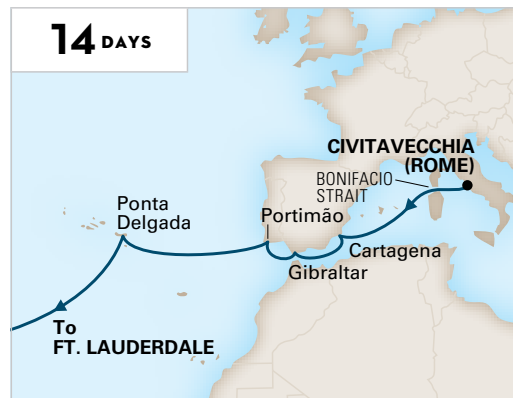 14 DAYS
CIVITAVECCHIA
(ROME)
BONIFACIO
STRAIT
Ponta
Delgada
Portimão
Cartagena
Gibraltar
To
FT. LAUDERDALE